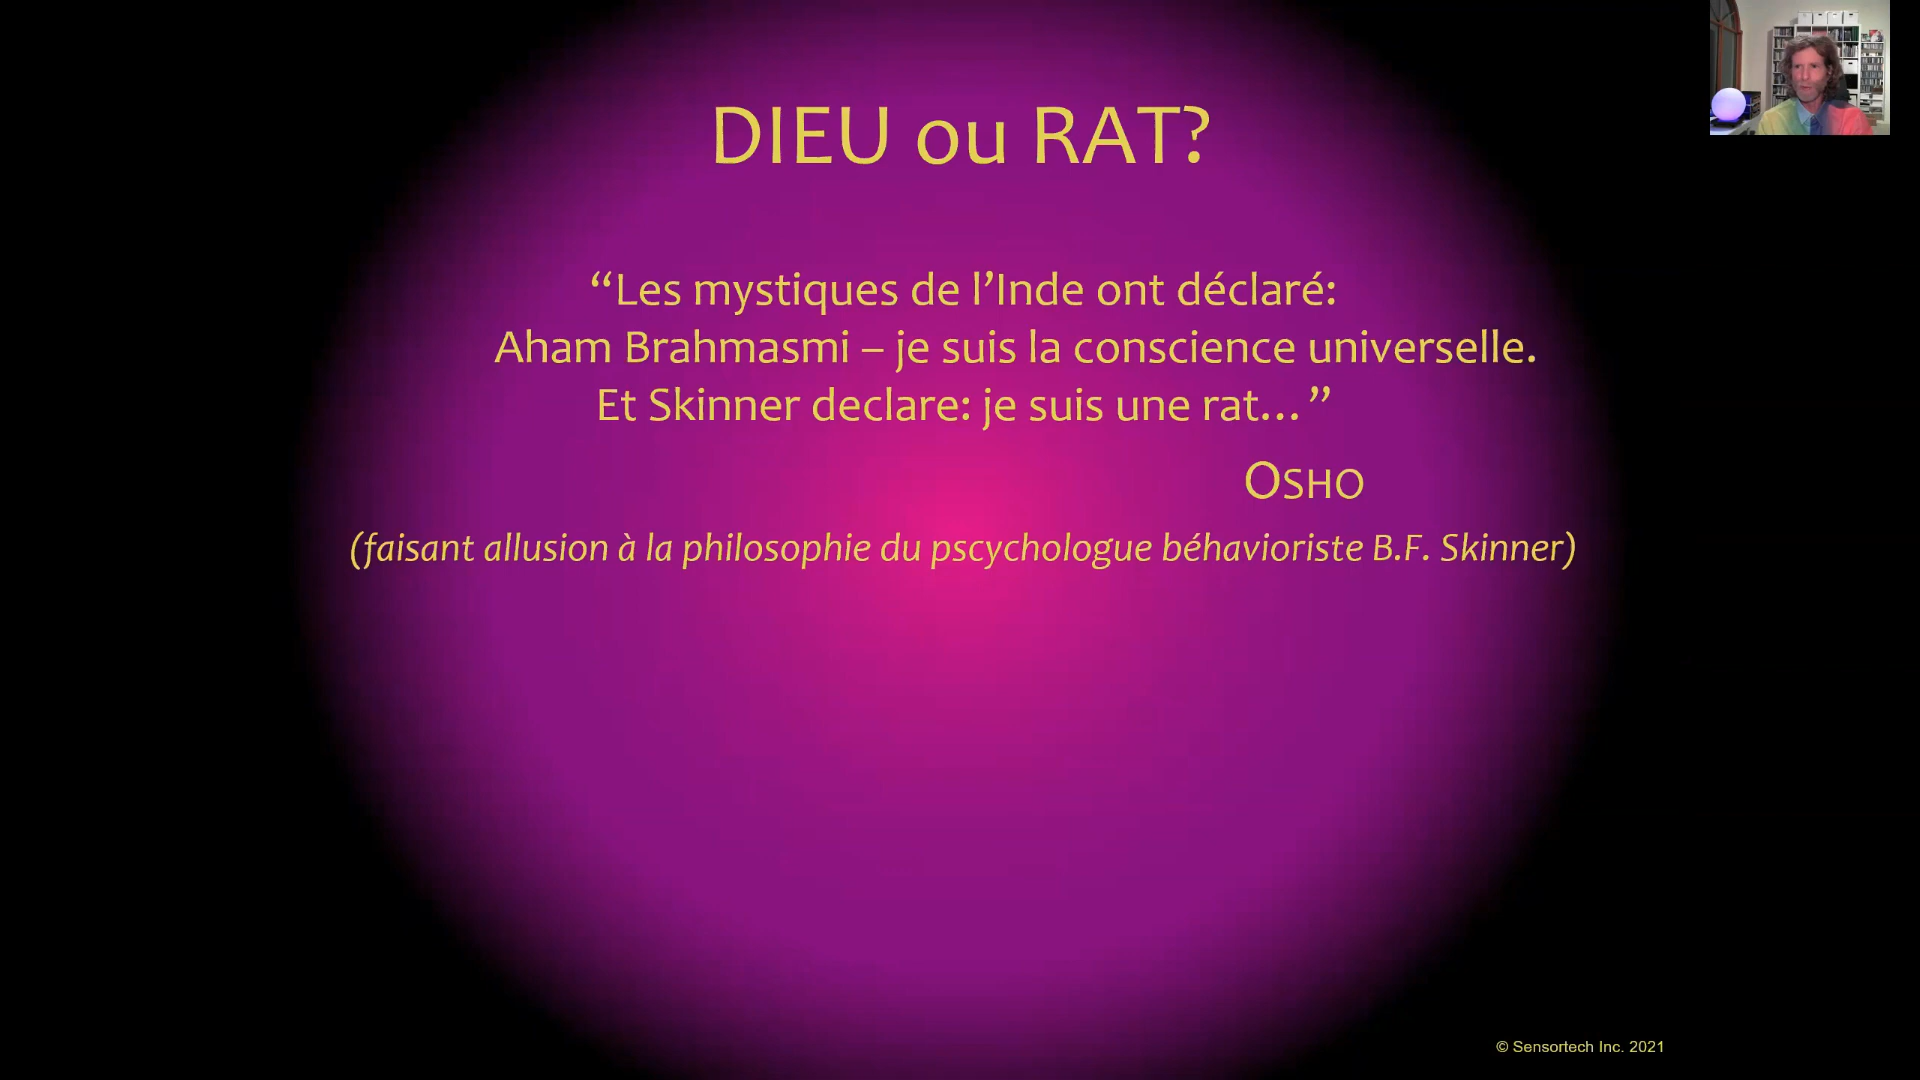 DIEU ou RAT?
“Les mystiques de l’Inde ont déclaré:
Aham Brahmasmi – je suis la conscience universelle.
Et Skinner declare: je suis une rat…”
OSHO
(faisant allusion à la philosophie du pscychologue béhavioriste B.F. Skinner)
© Sensortech Inc. 2021